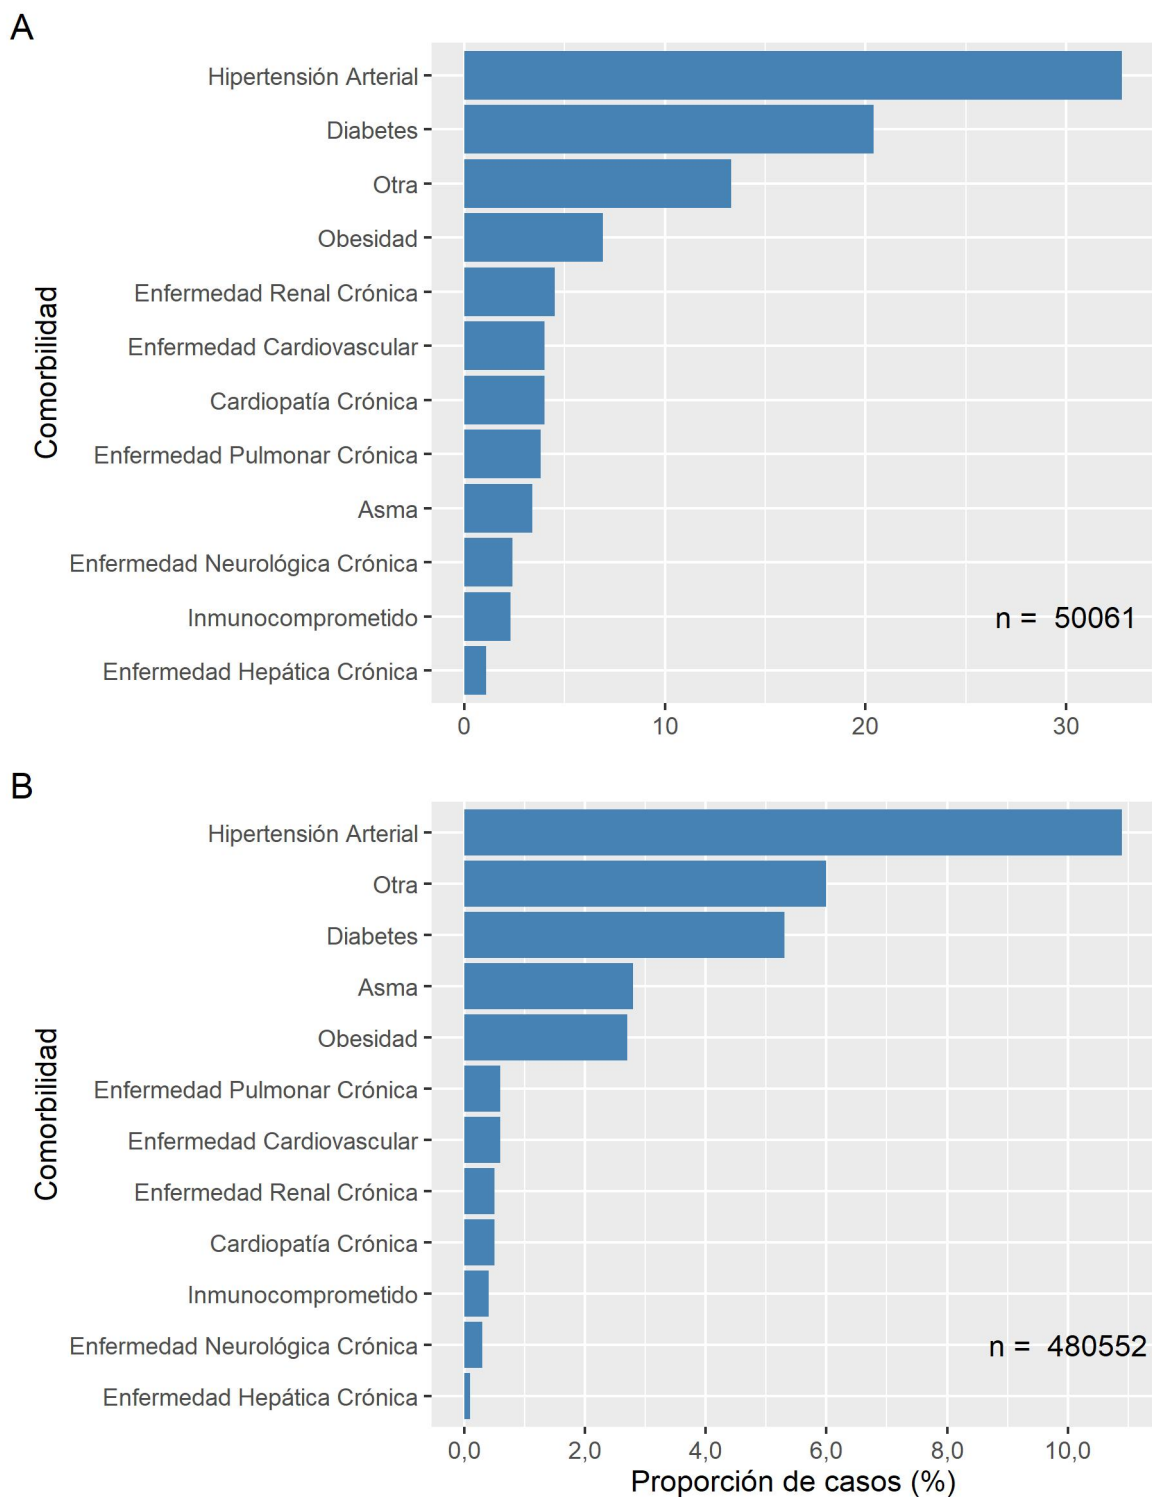 A
Hipertensión Arterial
Diabetes
Otra
Obesidad
Enfermedad Renal Crónica
Enfermedad Cardiovascular
Cardiopatía Crónica
Enfermedad Pulmonar Crónica
Asma
Enfermedad Neurológica Crónica
Inmunocomprometido
Enfermedad Hepática Crónica
Comorbilidad
n = 50061
0 10 20 30
B
Hipertensión Arterial
Otra
Diabetes
Asma
Obesidad
Enfermedad Pulmonar Crónica
Enfermedad Cardiovascular
Enfermedad Renal Crónica
Cardiopatía Crónica
Inmunocomprometido
Enfermedad Neurológica Crónica
Enfermedad Hepática Crónica
Comorbilidad
n = 480552
0,0 2,0 4,0 6,0 8,0 10,0
Proporción de casos (%)